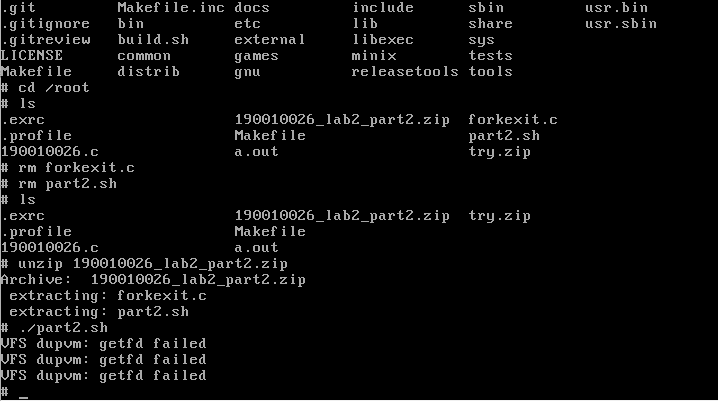 .git Makefile.inc docs include sbin usr.bin
.gitignore bin etc lib share usr.sbin
.gitreview build.sh external libexec sys
LICENSE common games minix tests
Makefile distrib gnu releasetools tools
# cd /root
# ls
.exrc 190010026_lab2_part2.zip forkexit.c
.profile Makefile part2.sh
190010026.c a.out try.zip
# rm forkexit.c
# rm part2.sh
# ls
.exrc 190010026_lab2_part2.zip try.zip
.profile Makefile
190010026.c a.out
# unzip 190010026_lab2_part2.zip
Archive: 190010026_lab2_part2.zip
extracting: forkexit.c
extracting: part2.sh
# ./part2.sh
VFS dupvm: getfd failed
VFS dupvm: getfd failed
VFS dupvm: getfd failed
# _